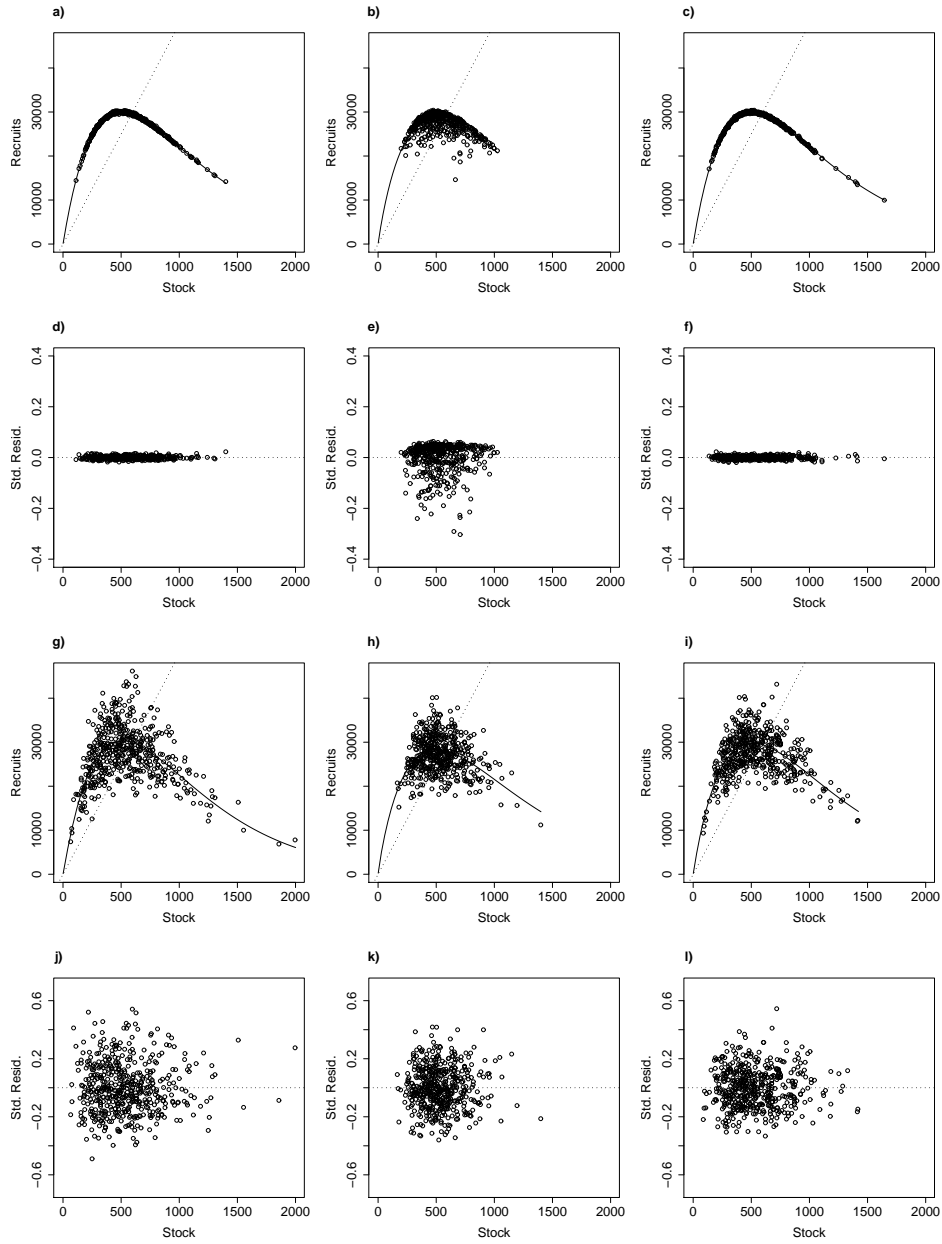 a) b) c)
Recruits 0 10000 30000 Recruits 0 10000 30000 Recruits 0 10000 30000
0 500 1000 1500 2000 0 500 1000 1500 2000 0 500 1000 1500 2000
Stock Stock Stock
d) e) f)
Std. Resid. −0.4 −0.2 0.0 0.2 0.4 Std. Resid. −0.4 −0.2 0.0 0.2 0.4 Std. Resid. −0.4 −0.2 0.0 0.2 0.4
0 500 1000 1500 2000 0 500 1000 1500 2000 0 500 1000 1500 2000
Stock Stock Stock
g) h) i)
Recruits 0 10000 30000 Recruits 0 10000 30000 Recruits 0 10000 30000
0 500 1000 1500 2000 0 500 1000 1500 2000 0 500 1000 1500 2000
Stock Stock Stock
j) k) l)
Std. Resid. −0.6 −0.2 0.2 0.6 Std. Resid. −0.6 −0.2 0.2 0.6 Std. Resid. −0.6 −0.2 0.2 0.6
0 500 1000 1500 2000 0 500 1000 1500 2000 0 500 1000 1500 2000
Stock Stock Stock